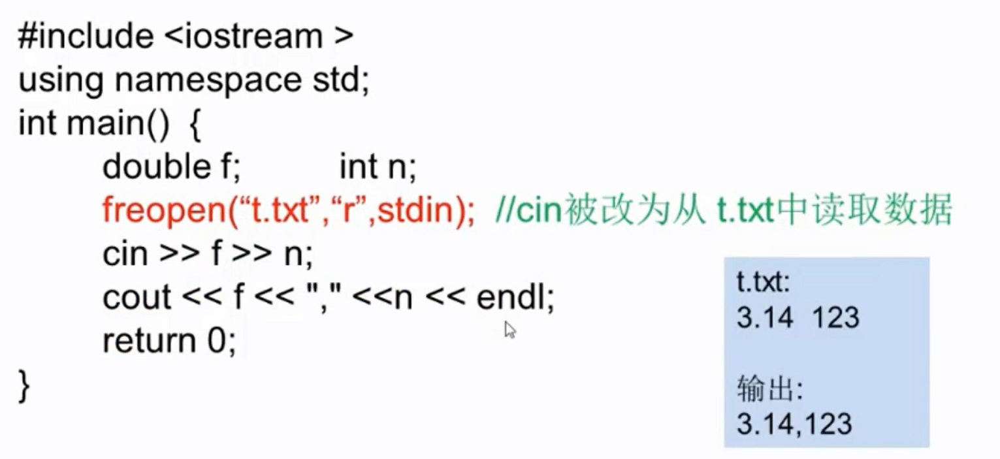 #include <iostream >
using namespace std;
int main()  {
double f;        int n;
freopen(“t.txt”,“r”,stdin);  //cin被改为从 t.txt中读取数据
cin >> f >> n;
cout << f << "," <<n << endl;
return 0;
}
t.txt:
3.14  123
输出:
3.14,123